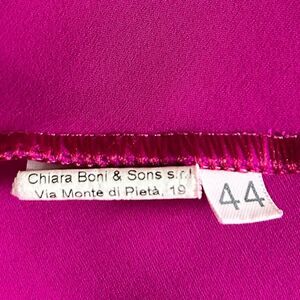 Chiara Boni & Sons s.r.l
Via Monte di Pietà, 19
44